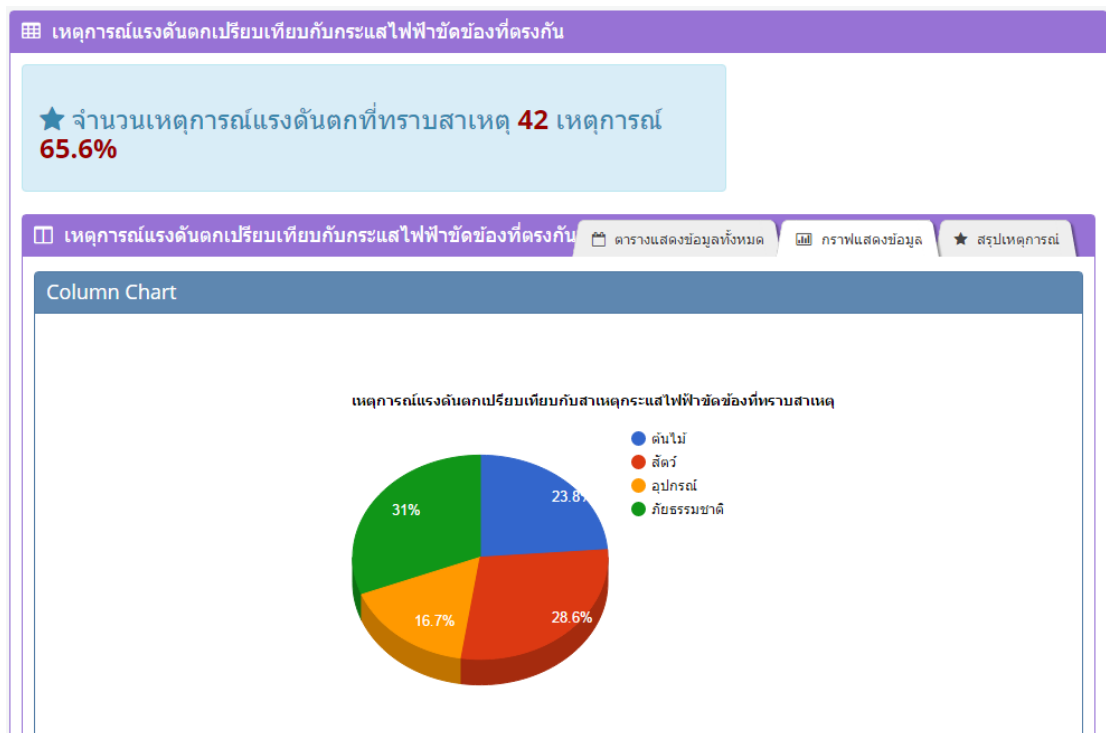 เหตุการณ์แรงดันตกเปรียบเทียบกับกระแสไฟฟ้าขัดข้องที่ตรงกัน
จำนวนเหตุการณ์แรงดันตกที่ทราบสาเหตุ 42 เหตุการณ์
65.6%
เหตุการณ์แรงดันตกเปรียบเทียบกับกระแสไฟฟ้าขัดข้องที่ตรงกัน
ตารางแสดงข้อมูลทั้งหมด
กราฟแสดงข้อมูล
สรุปเหตุการณ์
Column Chart
เหตุการณ์แรงดันตกเปรียบเทียบกับสาเหตุกระแสไฟฟ้าขัดข้องที่ทราบสาเหตุ
ต้นไม้
สัตว์
อุปกรณ์
ภัยธรรมชาติ
23.8%
31%
16.7%
28.6%